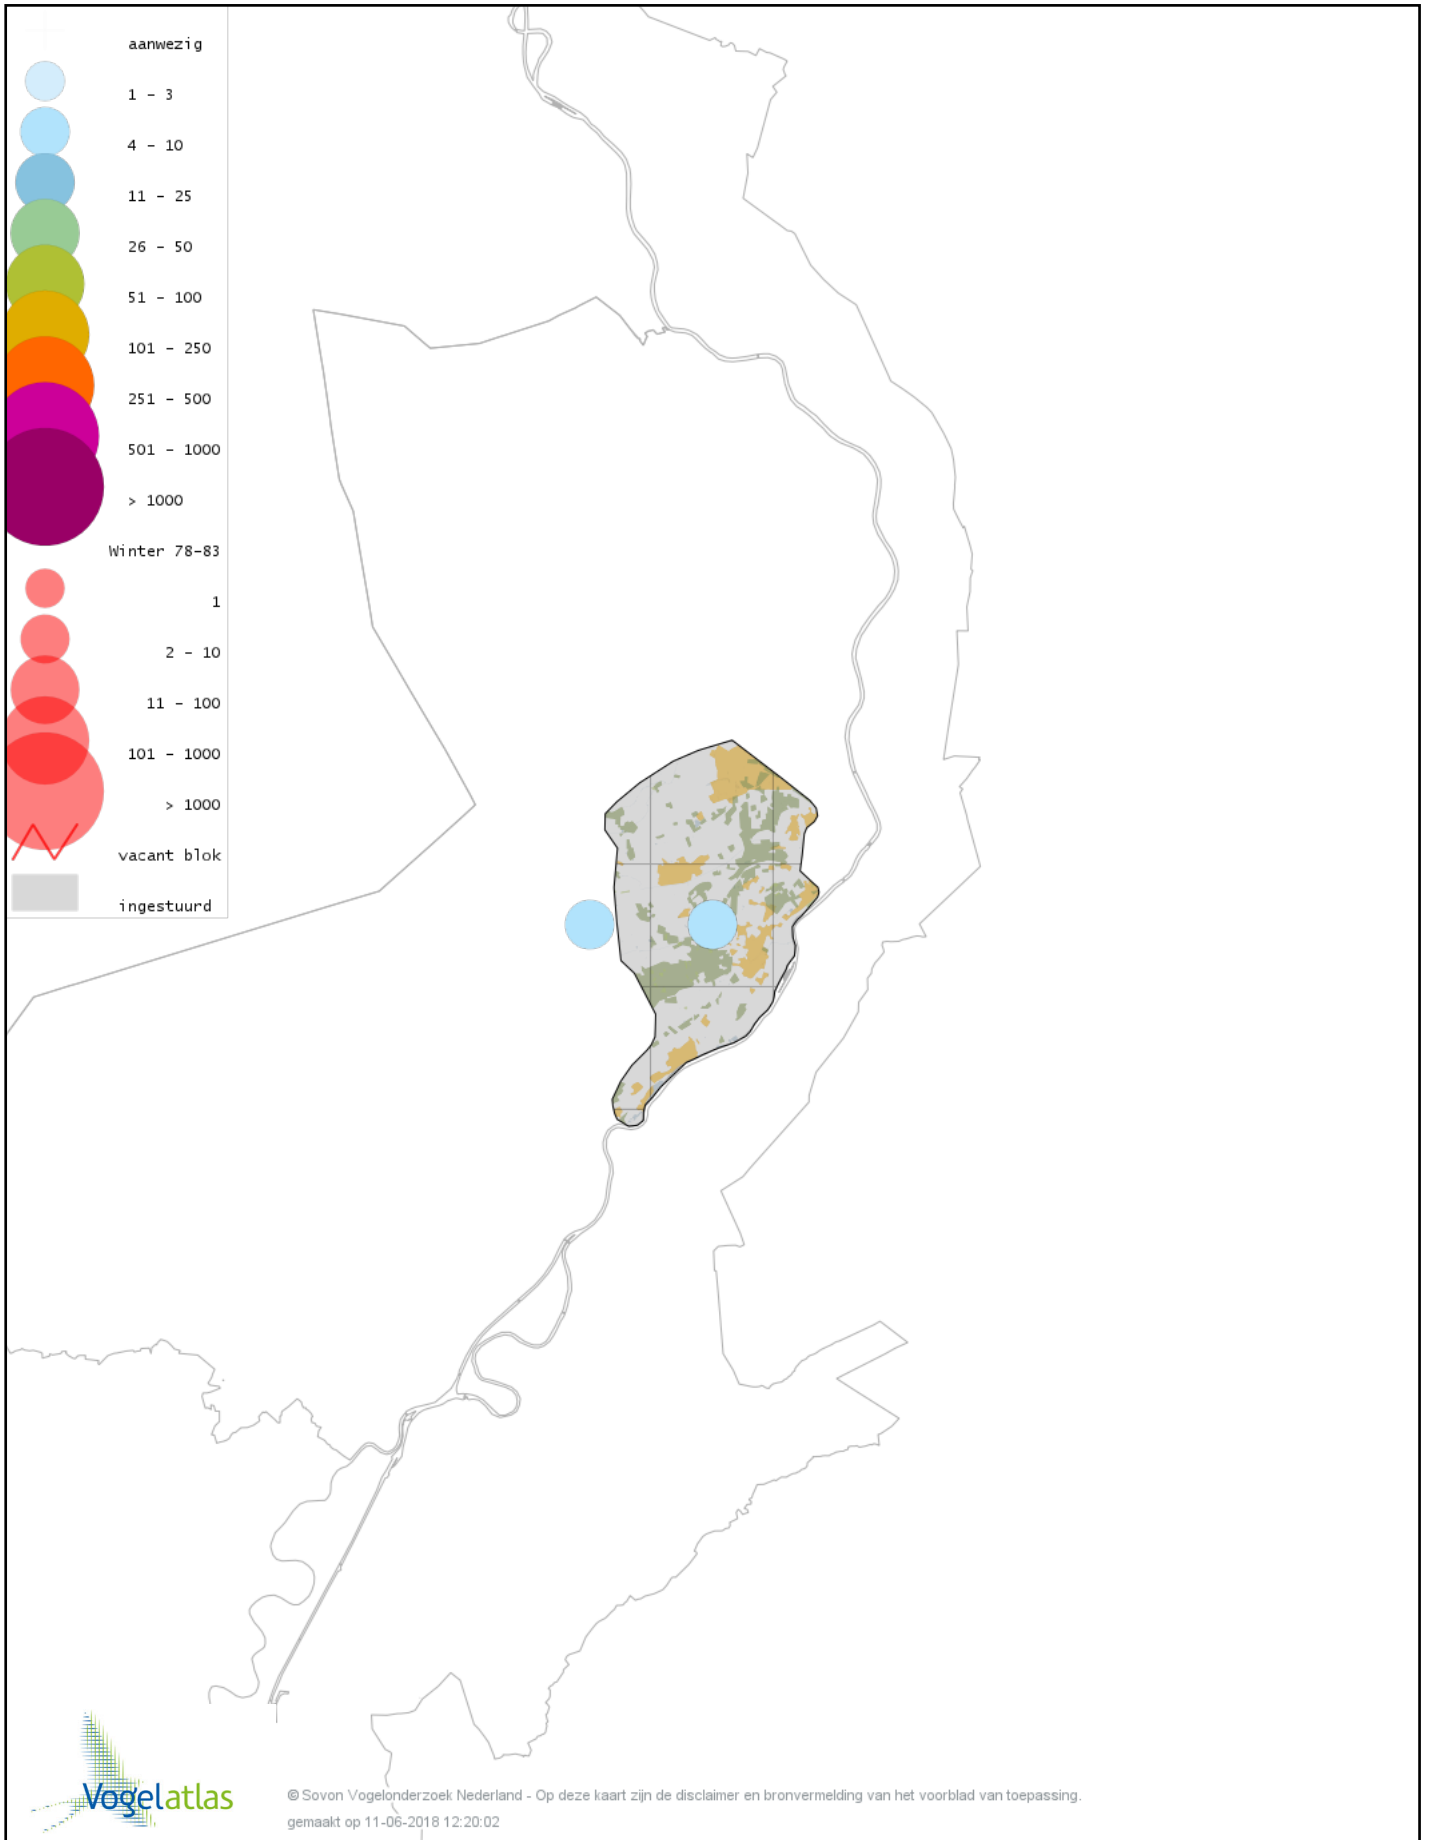 aanwezig
1 - 3
4 - 10
11 - 25
26 - 50
51 - 100
101 - 250
251 - 500
501 - 1000
> 1000
Winter 78-83
1
2 - 10
11 - 100
101 - 1000
> 1000
vacant blok
ingestuurd
Vogelatlas
© Sovon Vogelonderzoek Nederland - Op deze kaart zijn de disclaimer en bronvermelding van het voorblad van toepassing.
gemaakt op 11-06-2018 12:20:02